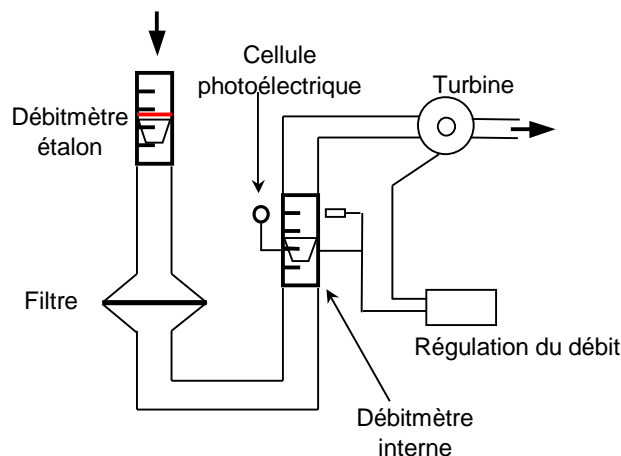 Cellule
photoélectrique
Turbine
Débitmètre
étalon
Filtre
Régulation du débit
Débitmètre
interne